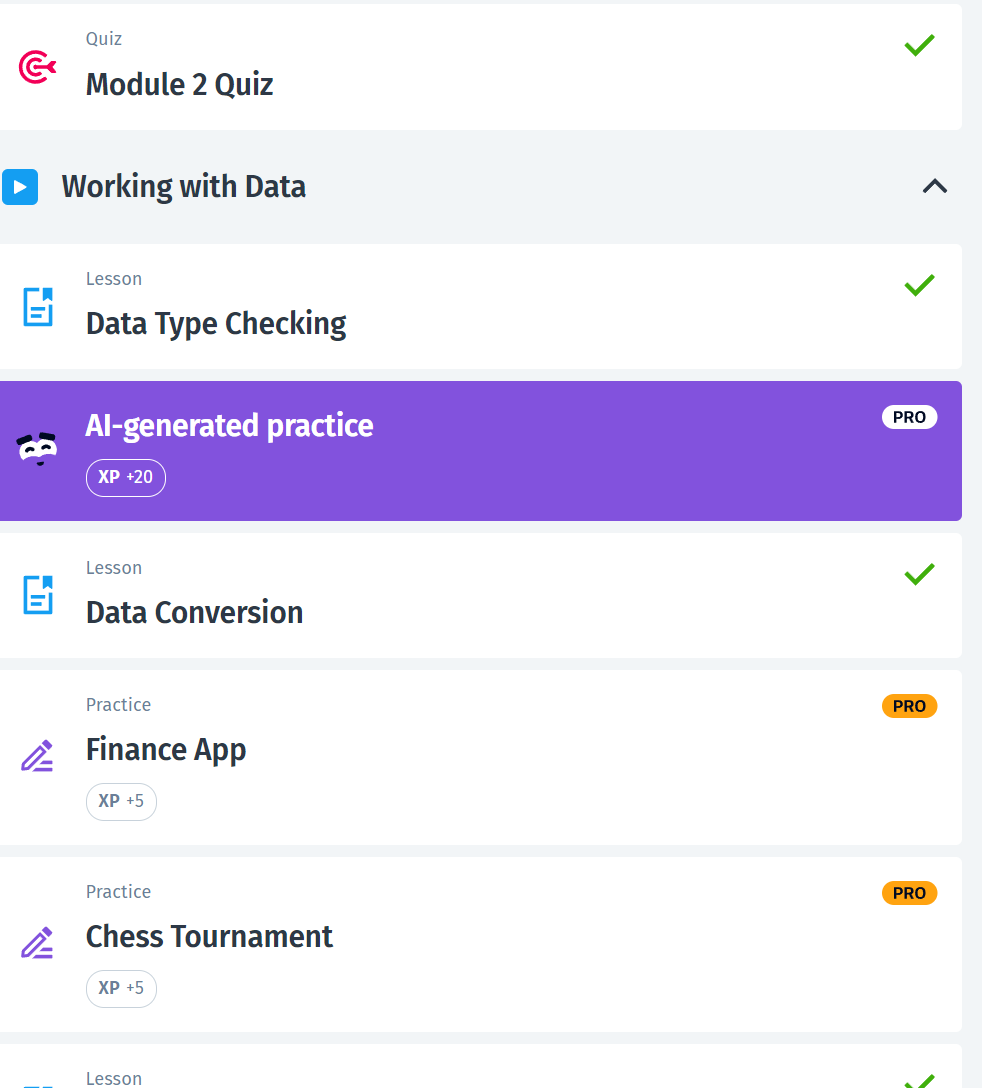 Quiz
Module 2 Quiz
Working with Data
Lesson
Data Type Checking
AI-generated practice
PRO
XP +20
Lesson
Data Conversion
Practice
PRO
Finance App
XP +5
Practice
PRO
Chess Tournament
XP +5
Lesson